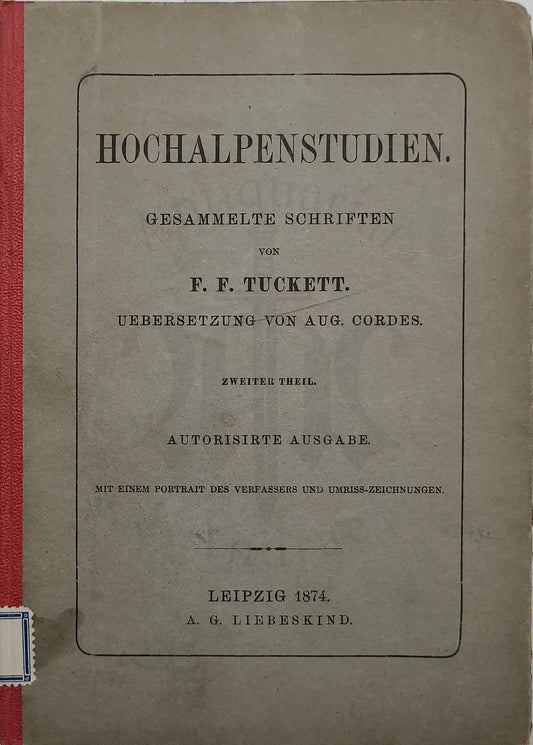 HOCHALPENSTUDIEN.
GESAMMELTE SCHRIFTEN
VON
F. F. TUCKETT.
UEBERSETZUNG VON AUG. CORDES.
ZWEITER THEIL.
AUTORISIRTE AUSGABE.
MIT EINEM PORTRAIT DES VERFASSERS UND UMRISS-ZEICHNUNGEN.
LEIPZIG 1874.
A. G. LIEBESKIND.